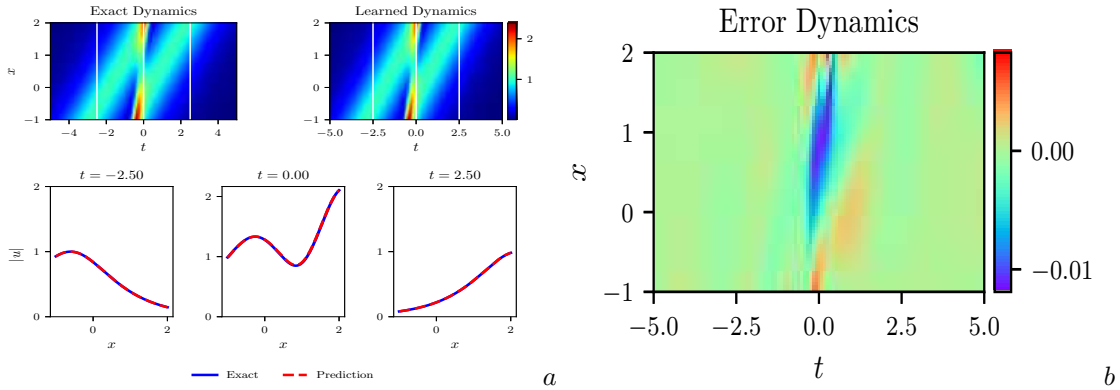 Exact Dynamics
2
1
0
−1
x
−4 −2 0 2 4
t
Learned Dynamics
2
1
0
−1
−5.0 −2.5 0.0 2.5 5.0
t
2
1
t = −2.50
2
1
0
|u|
0 2
x
t = 0.00
2
1
0
0 2
x
t = 2.50
2
1
0
0 2
x
Exact
Prediction
a
Error Dynamics
2
1
0
−1
x
−5.0 −2.5 0.0 2.5 5.0
t
0.00
−0.01
b